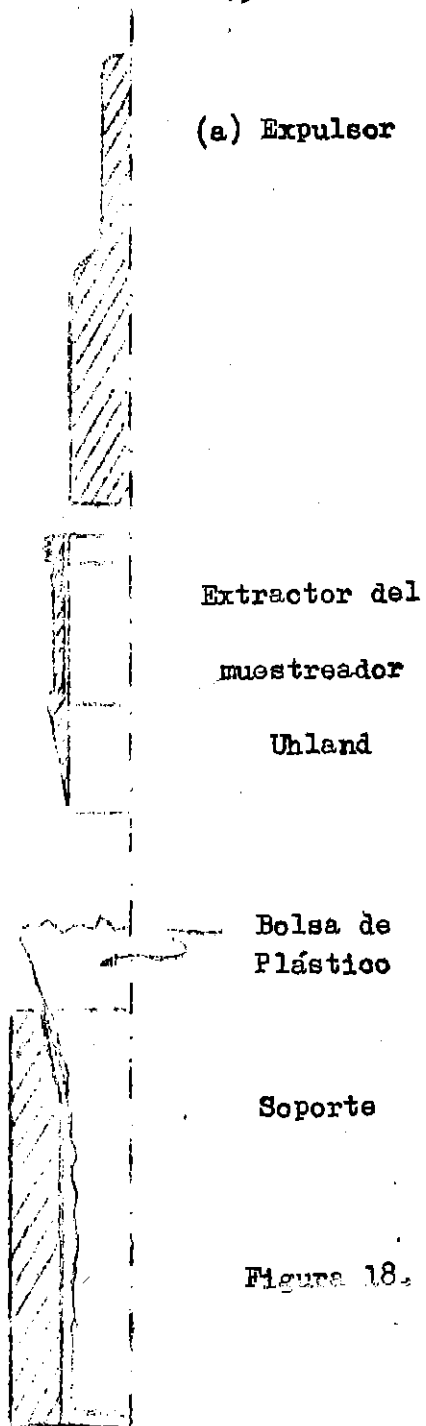 (a) Expulsor
Extractor del
muestreador
Uhland
Bolsa de
Plástico
Soporte
Figura 18.